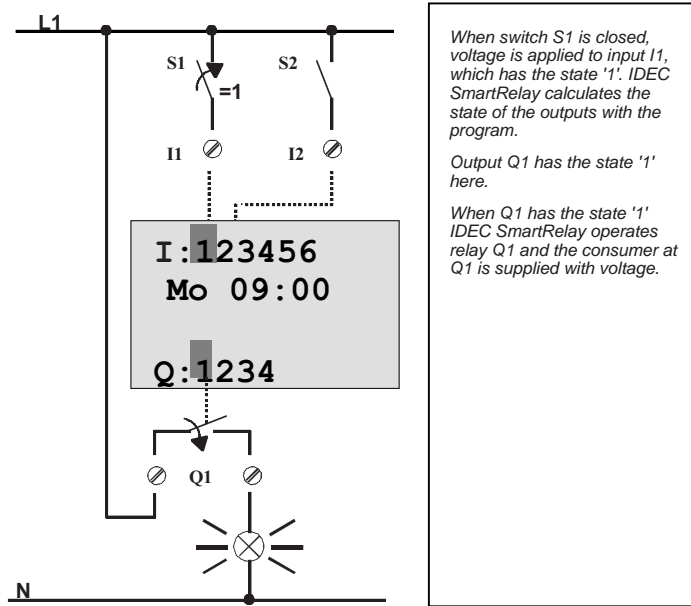 L1
S1 S2
=1
I1 I2
I:123456
Mo 09:00
Q:1234
Q1
N
When switch S1 is closed,
voltage is applied to input I1,
which has the state '1'. IDEC
SmartRelay calculates the
state of the outputs with the
program.
Output Q1 has the state '1'
here.
When Q1 has the state '1'
IDEC SmartRelay operates
relay Q1 and the consumer at
Q1 is supplied with voltage.